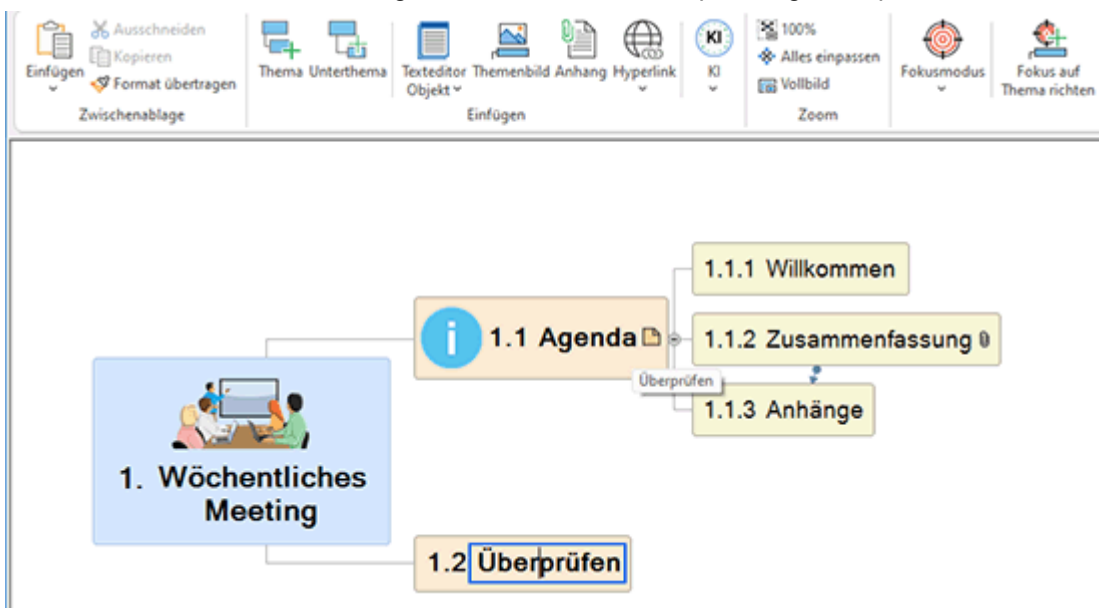 Ausschneiden
Kopieren
Einfügen
Format übertragen
Zwischenablage
Thema Unterthema
Texteditor Themenbild Anhang Hyperlink
Objekt
Einfügen
KI
KI
100%
Alles einpassen
Vollbild
Zoom
Fokusmodus
Fokus auf
Thema richten
1.1.1 Willkommen
1.1 Agenda
1.1.2 Zusammenfassung
Überprüfen
1.1.3 Anhänge
1. Wöchentliches
Meeting
1.2 Überprüfen